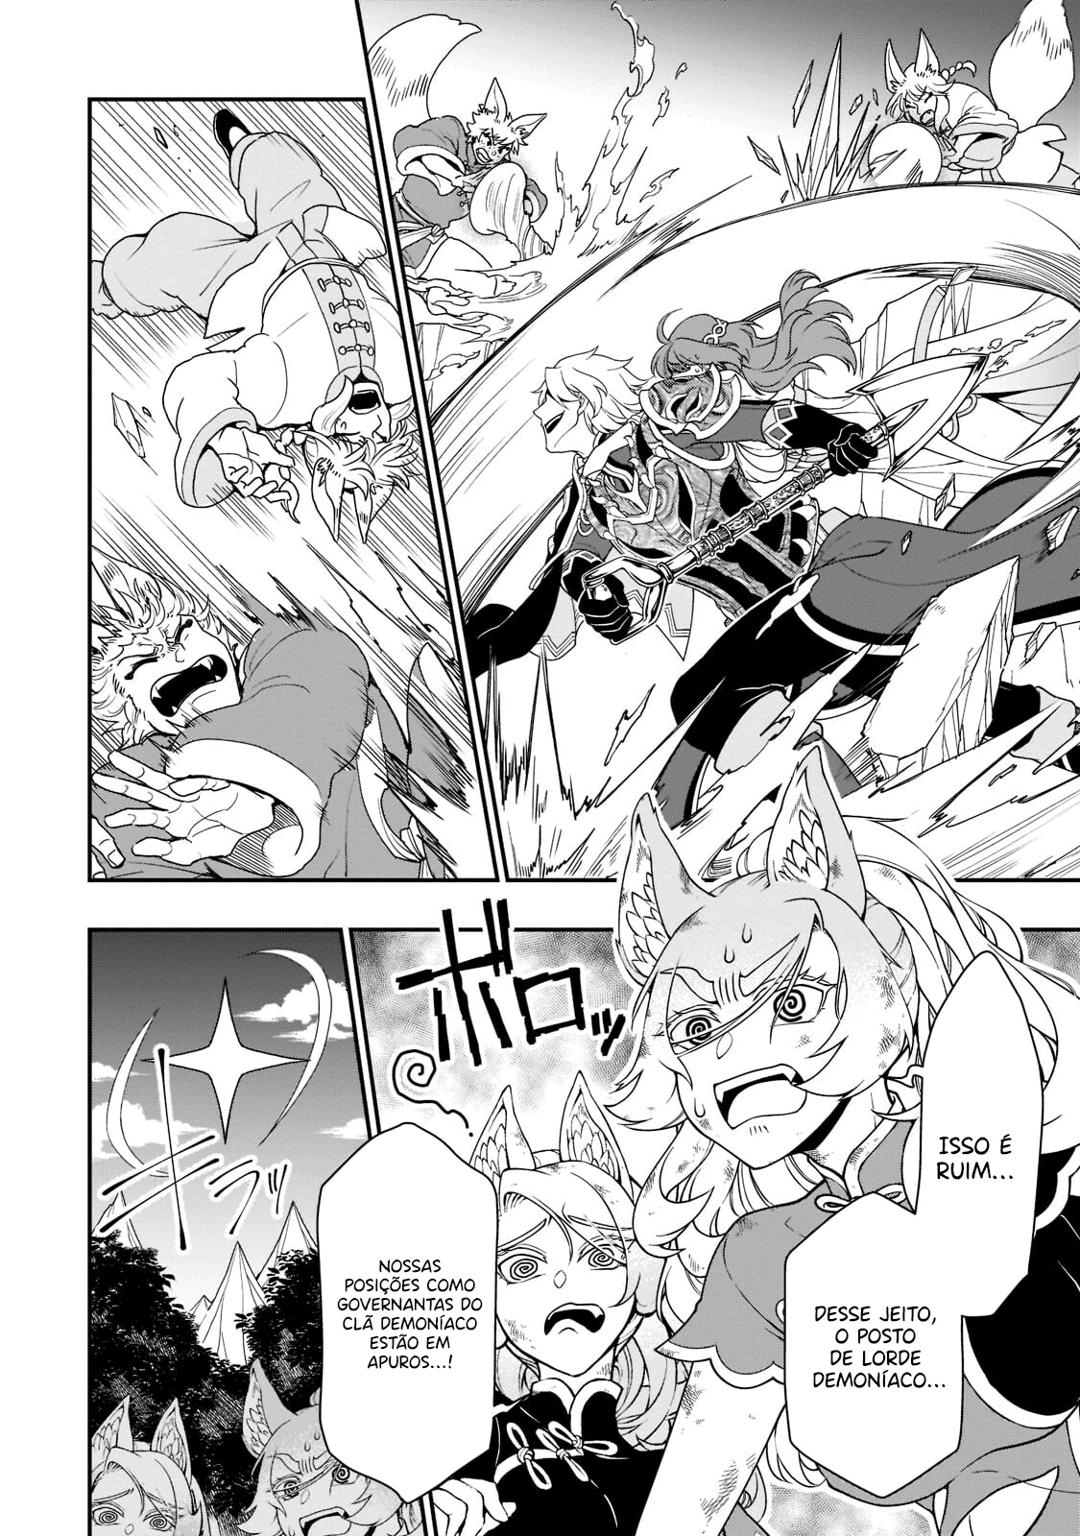 ボロッ
ISSO É
RUIM...
DESSE JEITO,
O POSTO
DE LORDE
DEMONÍACO...
NOSSAS
POSIÇÕES COMO
GOVERNANTAS DO
CLÃ DEMONÍACO
ESTÃO EM
APUROS...!
キラッ